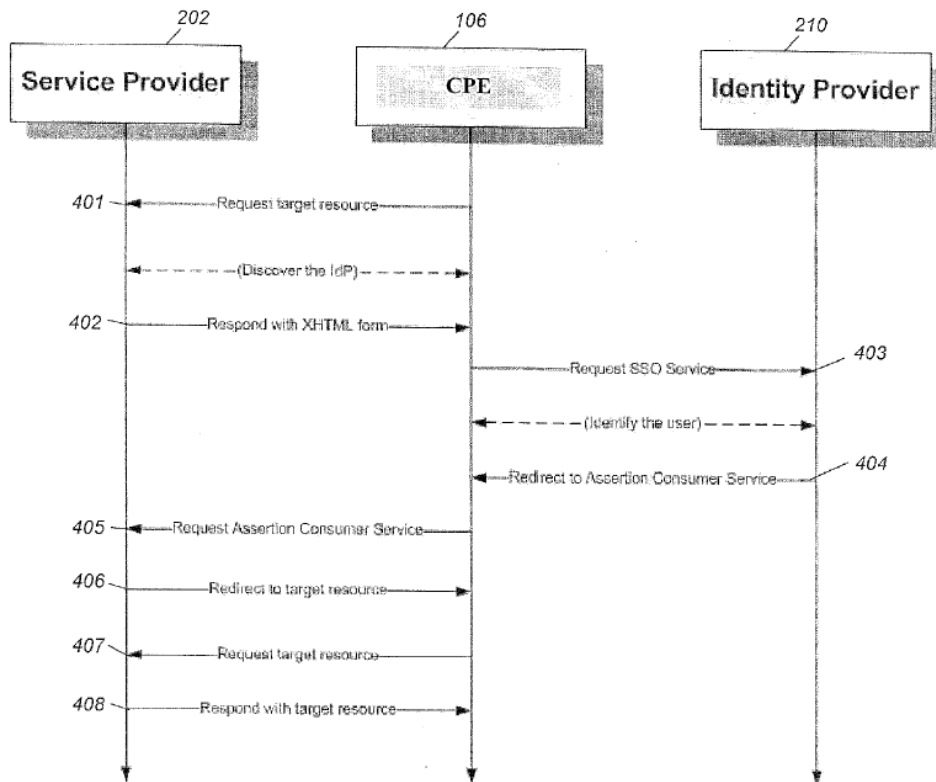 202
106
210
Service Provider
CPE
Identity Provider
401
Request target resource
(Discover the IdP)
402
Respond with XHTML form
403
Request SSO Service
(Identify the user)
404
Redirect to Assertion Consumer Service
405
Request Assertion Consumer Service
406
Redirect to target resource
407
Request target resource
408
Respond with target resource